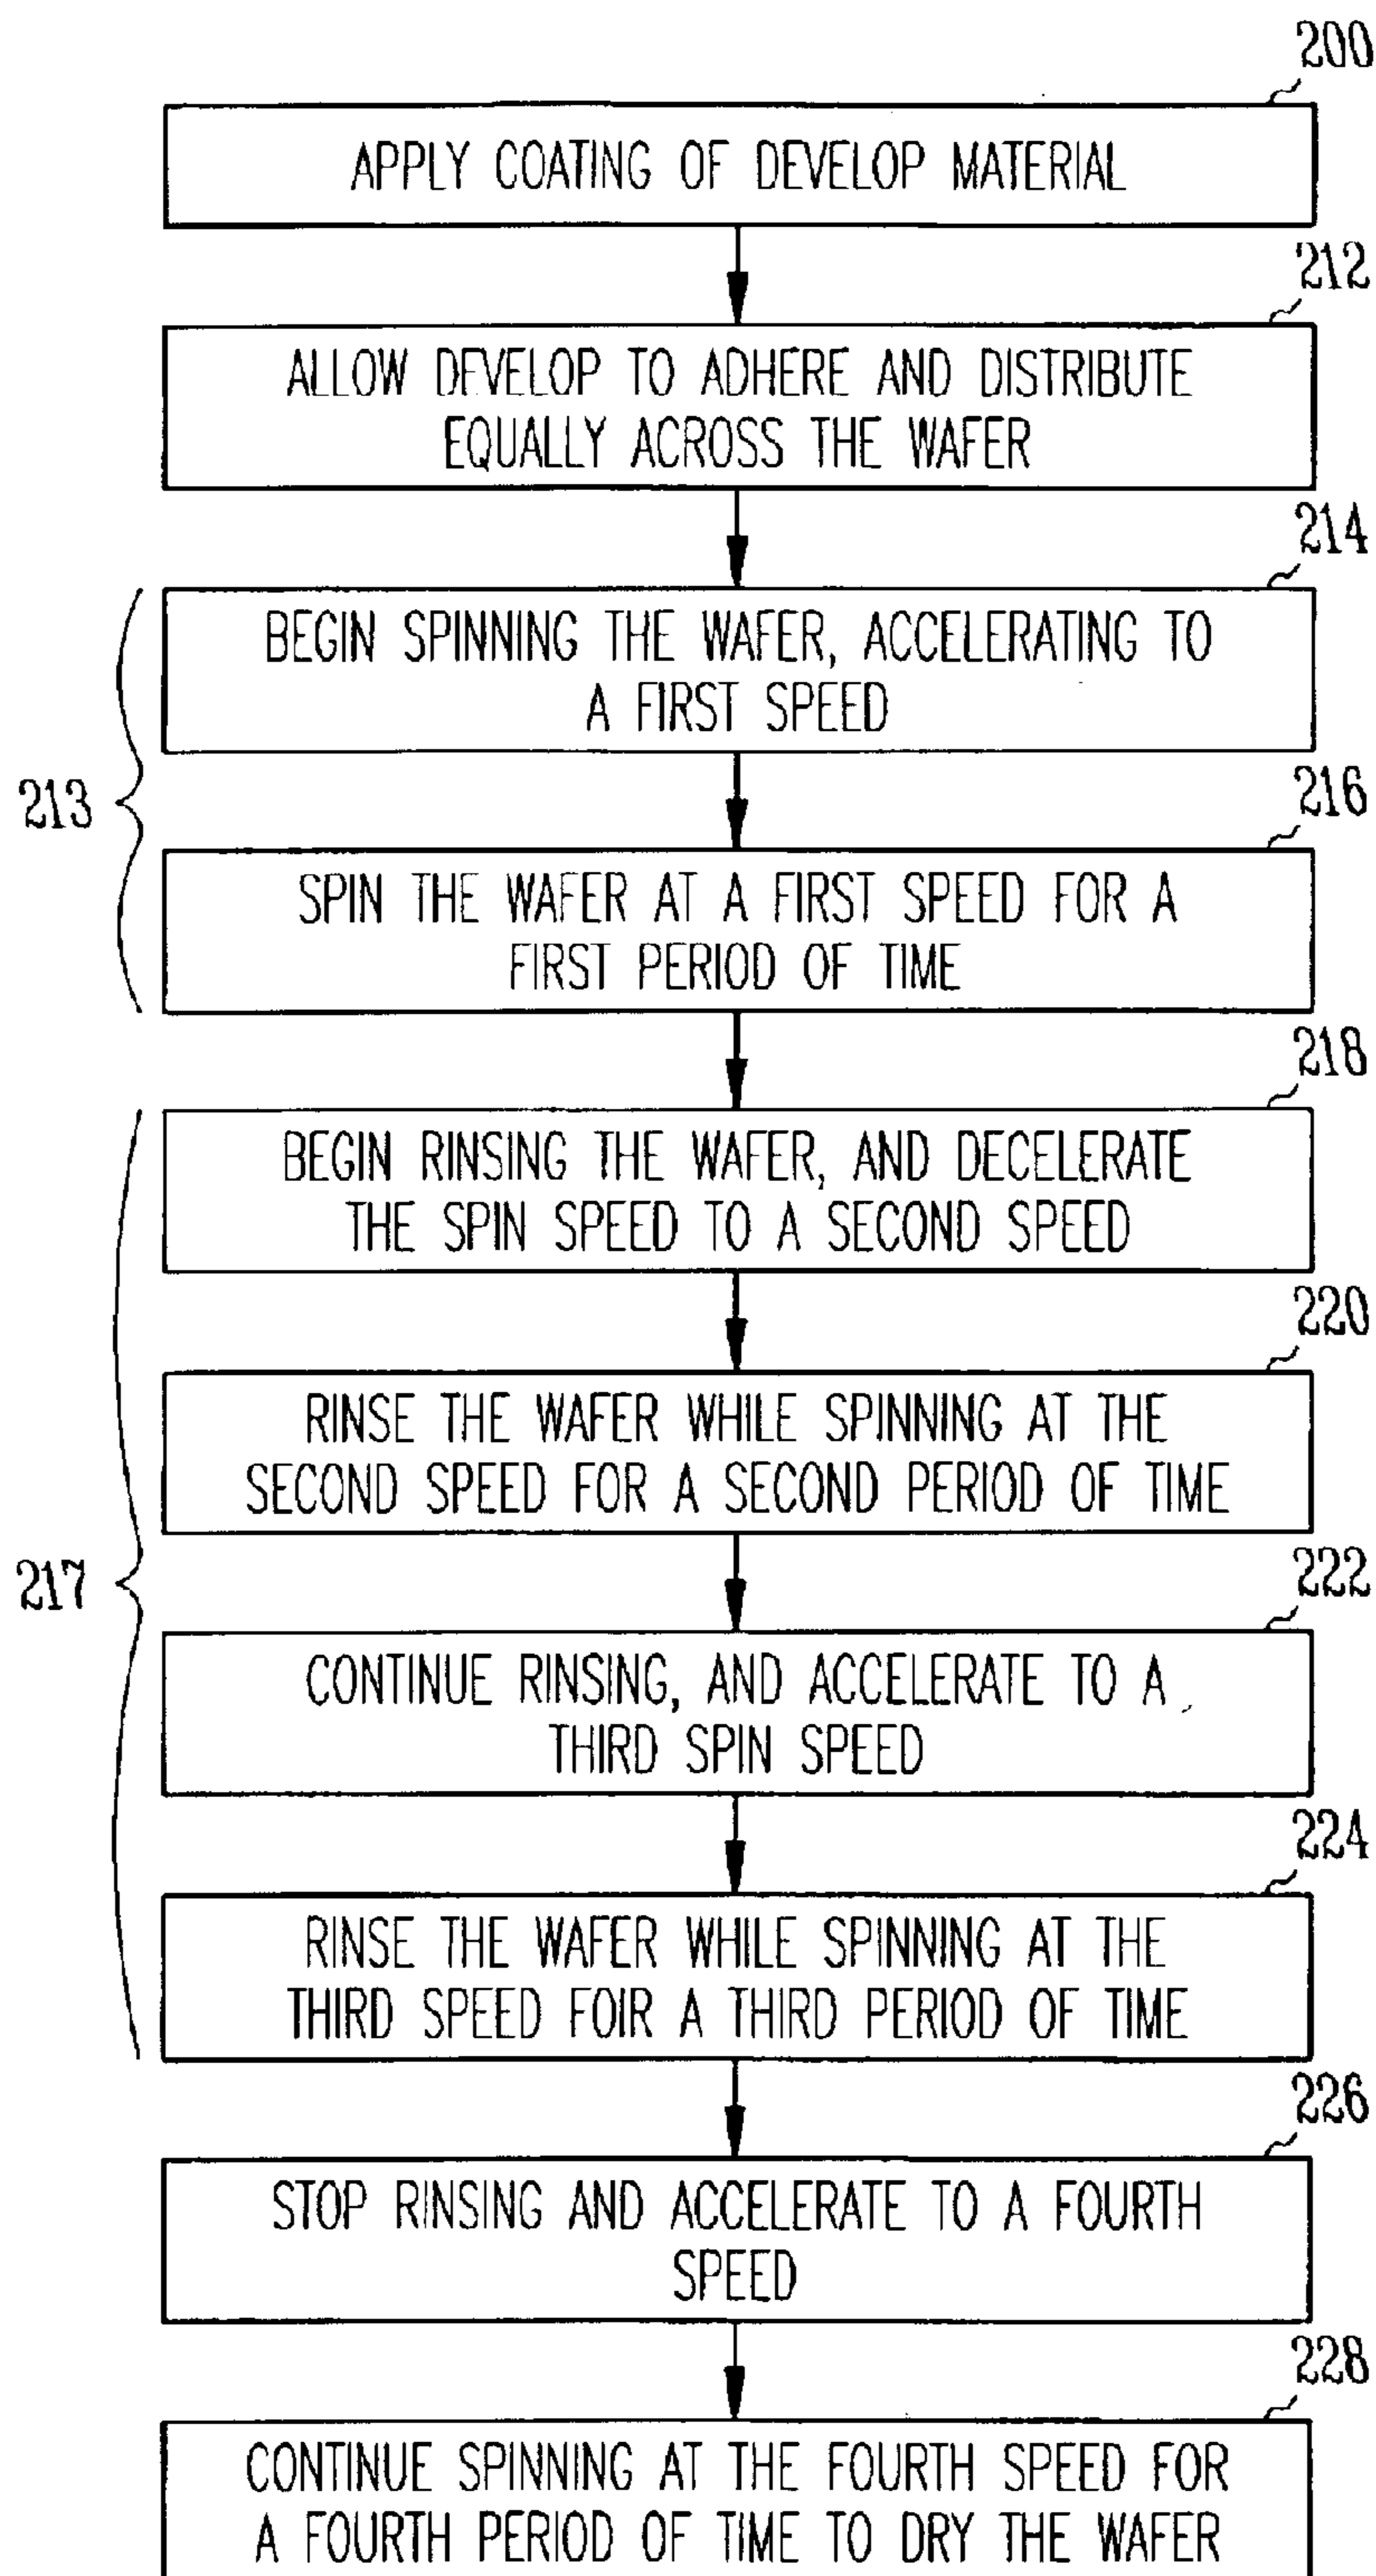 200
APPLY COATING OF DEVELOP MATERIAL
212
ALLOW DEVELOP TO ADHERE AND DISTRIBUTE
EQUALLY ACROSS THE WAFER
214
BEGIN SPINNING THE WAFER, ACCELERATING TO
A FIRST SPEED
213
216
SPIN THE WAFER AT A FIRST SPEED FOR A
FIRST PERIOD OF TIME
218
BEGIN RINSING THE WAFER, AND DECELERATE
THE SPIN SPEED TO A SECOND SPEED
220
RINSE THE WAFER WHILE SPINNING AT THE
SECOND SPEED FOR A SECOND PERIOD OF TIME
217
222
CONTINUE RINSING, AND ACCELERATE TO A
THIRD SPIN SPEED
224
RINSE THE WAFER WHILE SPINNING AT THE
THIRD SPEED FOIR A THIRD PERIOD OF TIME
226
STOP RINSING AND ACCELERATE TO A FOURTH
SPEED
228
CONTINUE SPINNING AT THE FOURTH SPEED FOR
A FOURTH PERIOD OF TIME TO DRY THE WAFER